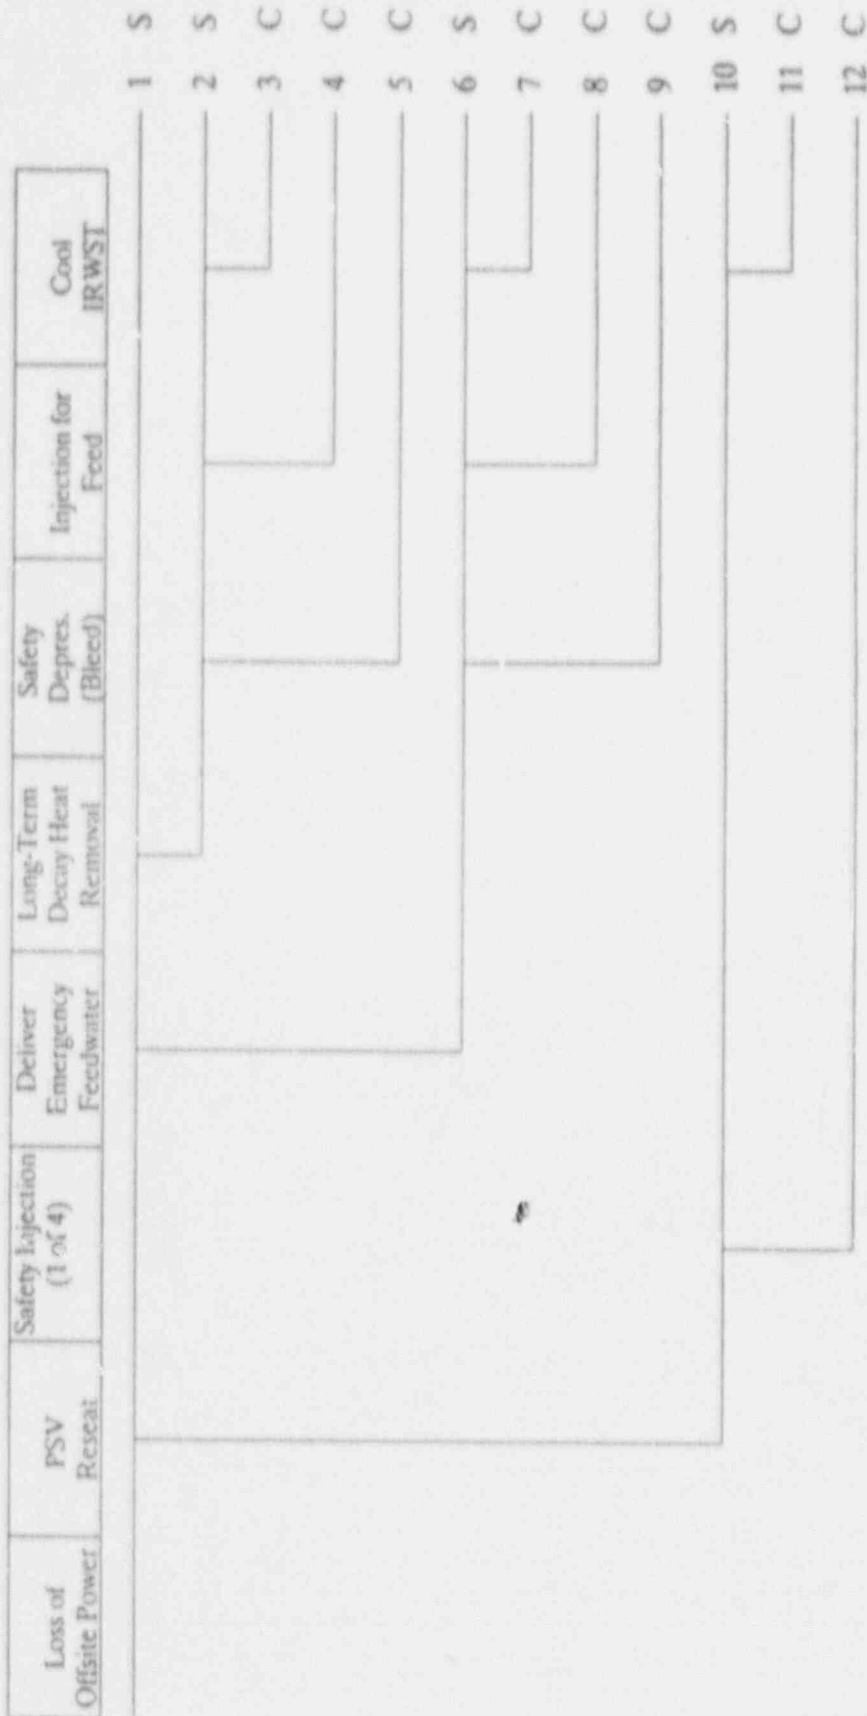 Loss of
Offsite Power
PSV
Reseat
Safety Injection
(1 of 4)
Deliver
Emergency
Feedwater
Long-Term
Decay Heat
Removal
Safety
Depres.
(Bleed)
Injection for
Feed
Cool
IRWST
1 S
2 S
3 C
4 C
5 C
6 S
7 C
8 C
9 C
10 S
11 C
12 C